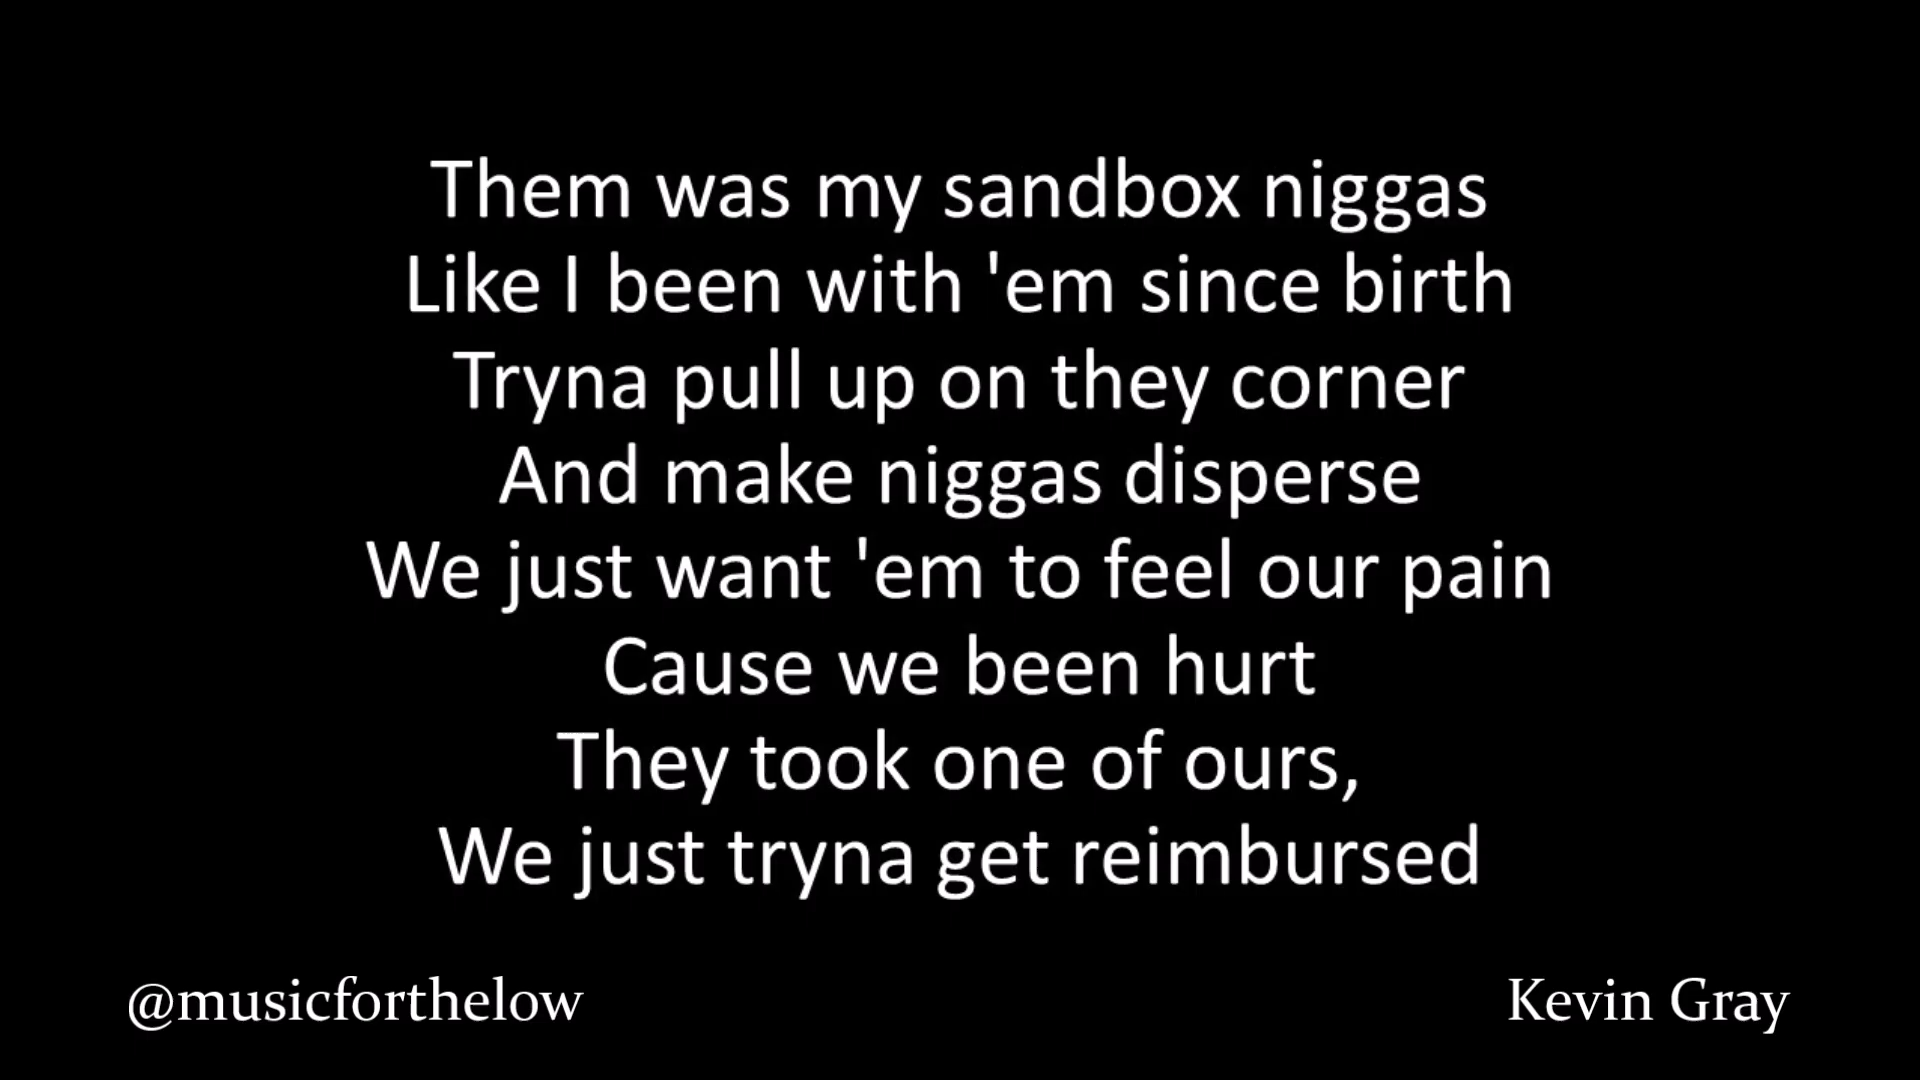 Them was my sandbox niggas
Like I been with 'em since birth
Tryna pull up on they corner
And make niggas disperse
We just want 'em to feel our pain
Cause we been hurt
They took one of ours,
We just tryna get reimbursed
@musicforthelow
Kevin Gray